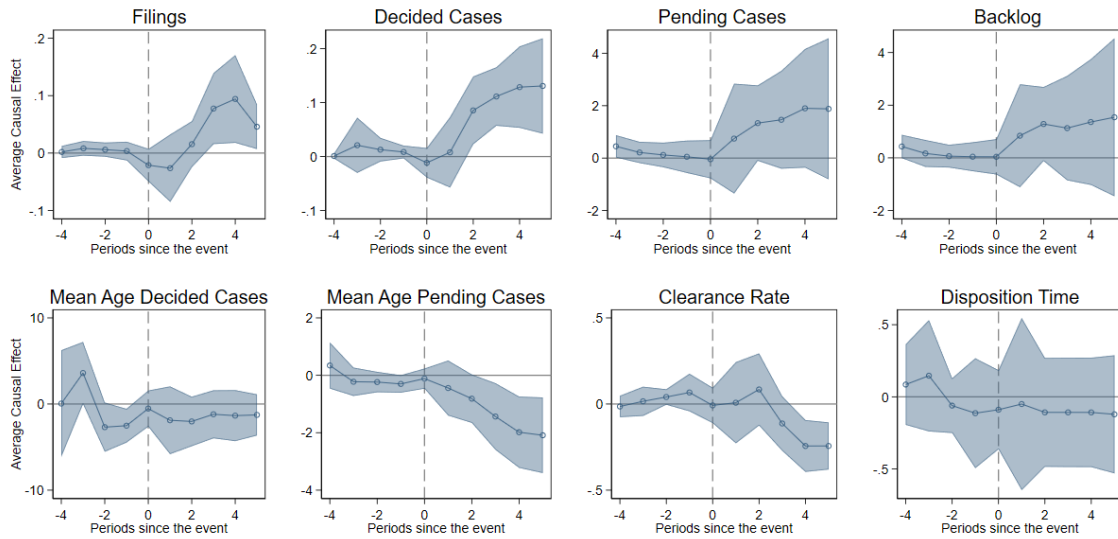 Filings
Decided Cases
Pending Cases
Backlog
Average Causal Effect
.2
.1
0
-.1
-4 -2 0 2 4
Periods since the event
.2
.1
0
-.1
-4 -2 0 2 4
Periods since the event
4
2
0
-2
-4 -2 0 2 4
Periods since the event
4
2
0
-2
-4 -2 0 2 4
Periods since the event
Mean Age Decided Cases
Mean Age Pending Cases
Clearance Rate
Disposition Time
Average Causal Effect
10
0
-10
-4 -2 0 2 4
Periods since the event
2
0
-2
-4
-4 -2 0 2 4
Periods since the event
.5
0
-.5
-4 -2 0 2 4
Periods since the event
.5
0
-.5
-4 -2 0 2 4
Periods since the event